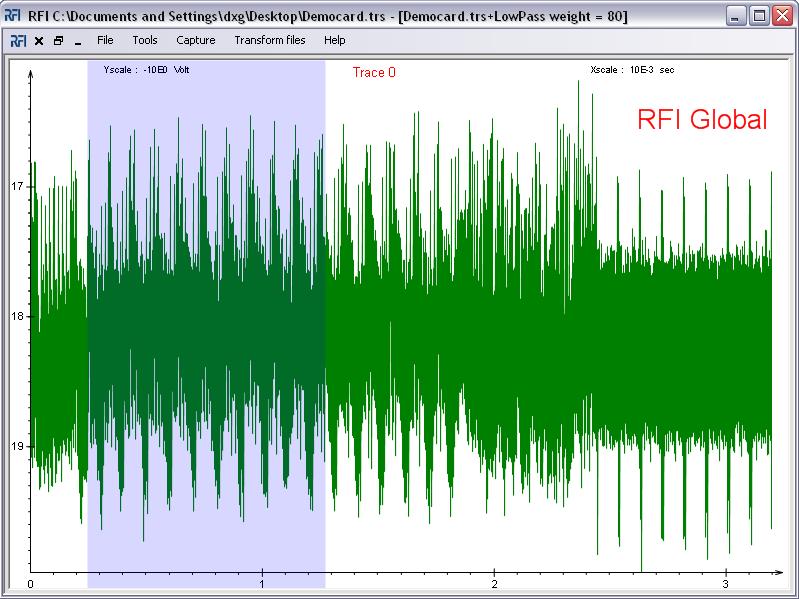 RFI C:\Documents and Settings\dxg\Desktop\Democard.trs - [Democard.trs+LowPass weight = 80]
RFI File Tools Capture Transform files Help
Yscale : -10E0 Volt Trace 0 Xscale : 10E-3 sec
RFI Global
17
18
19
0 1 2 3